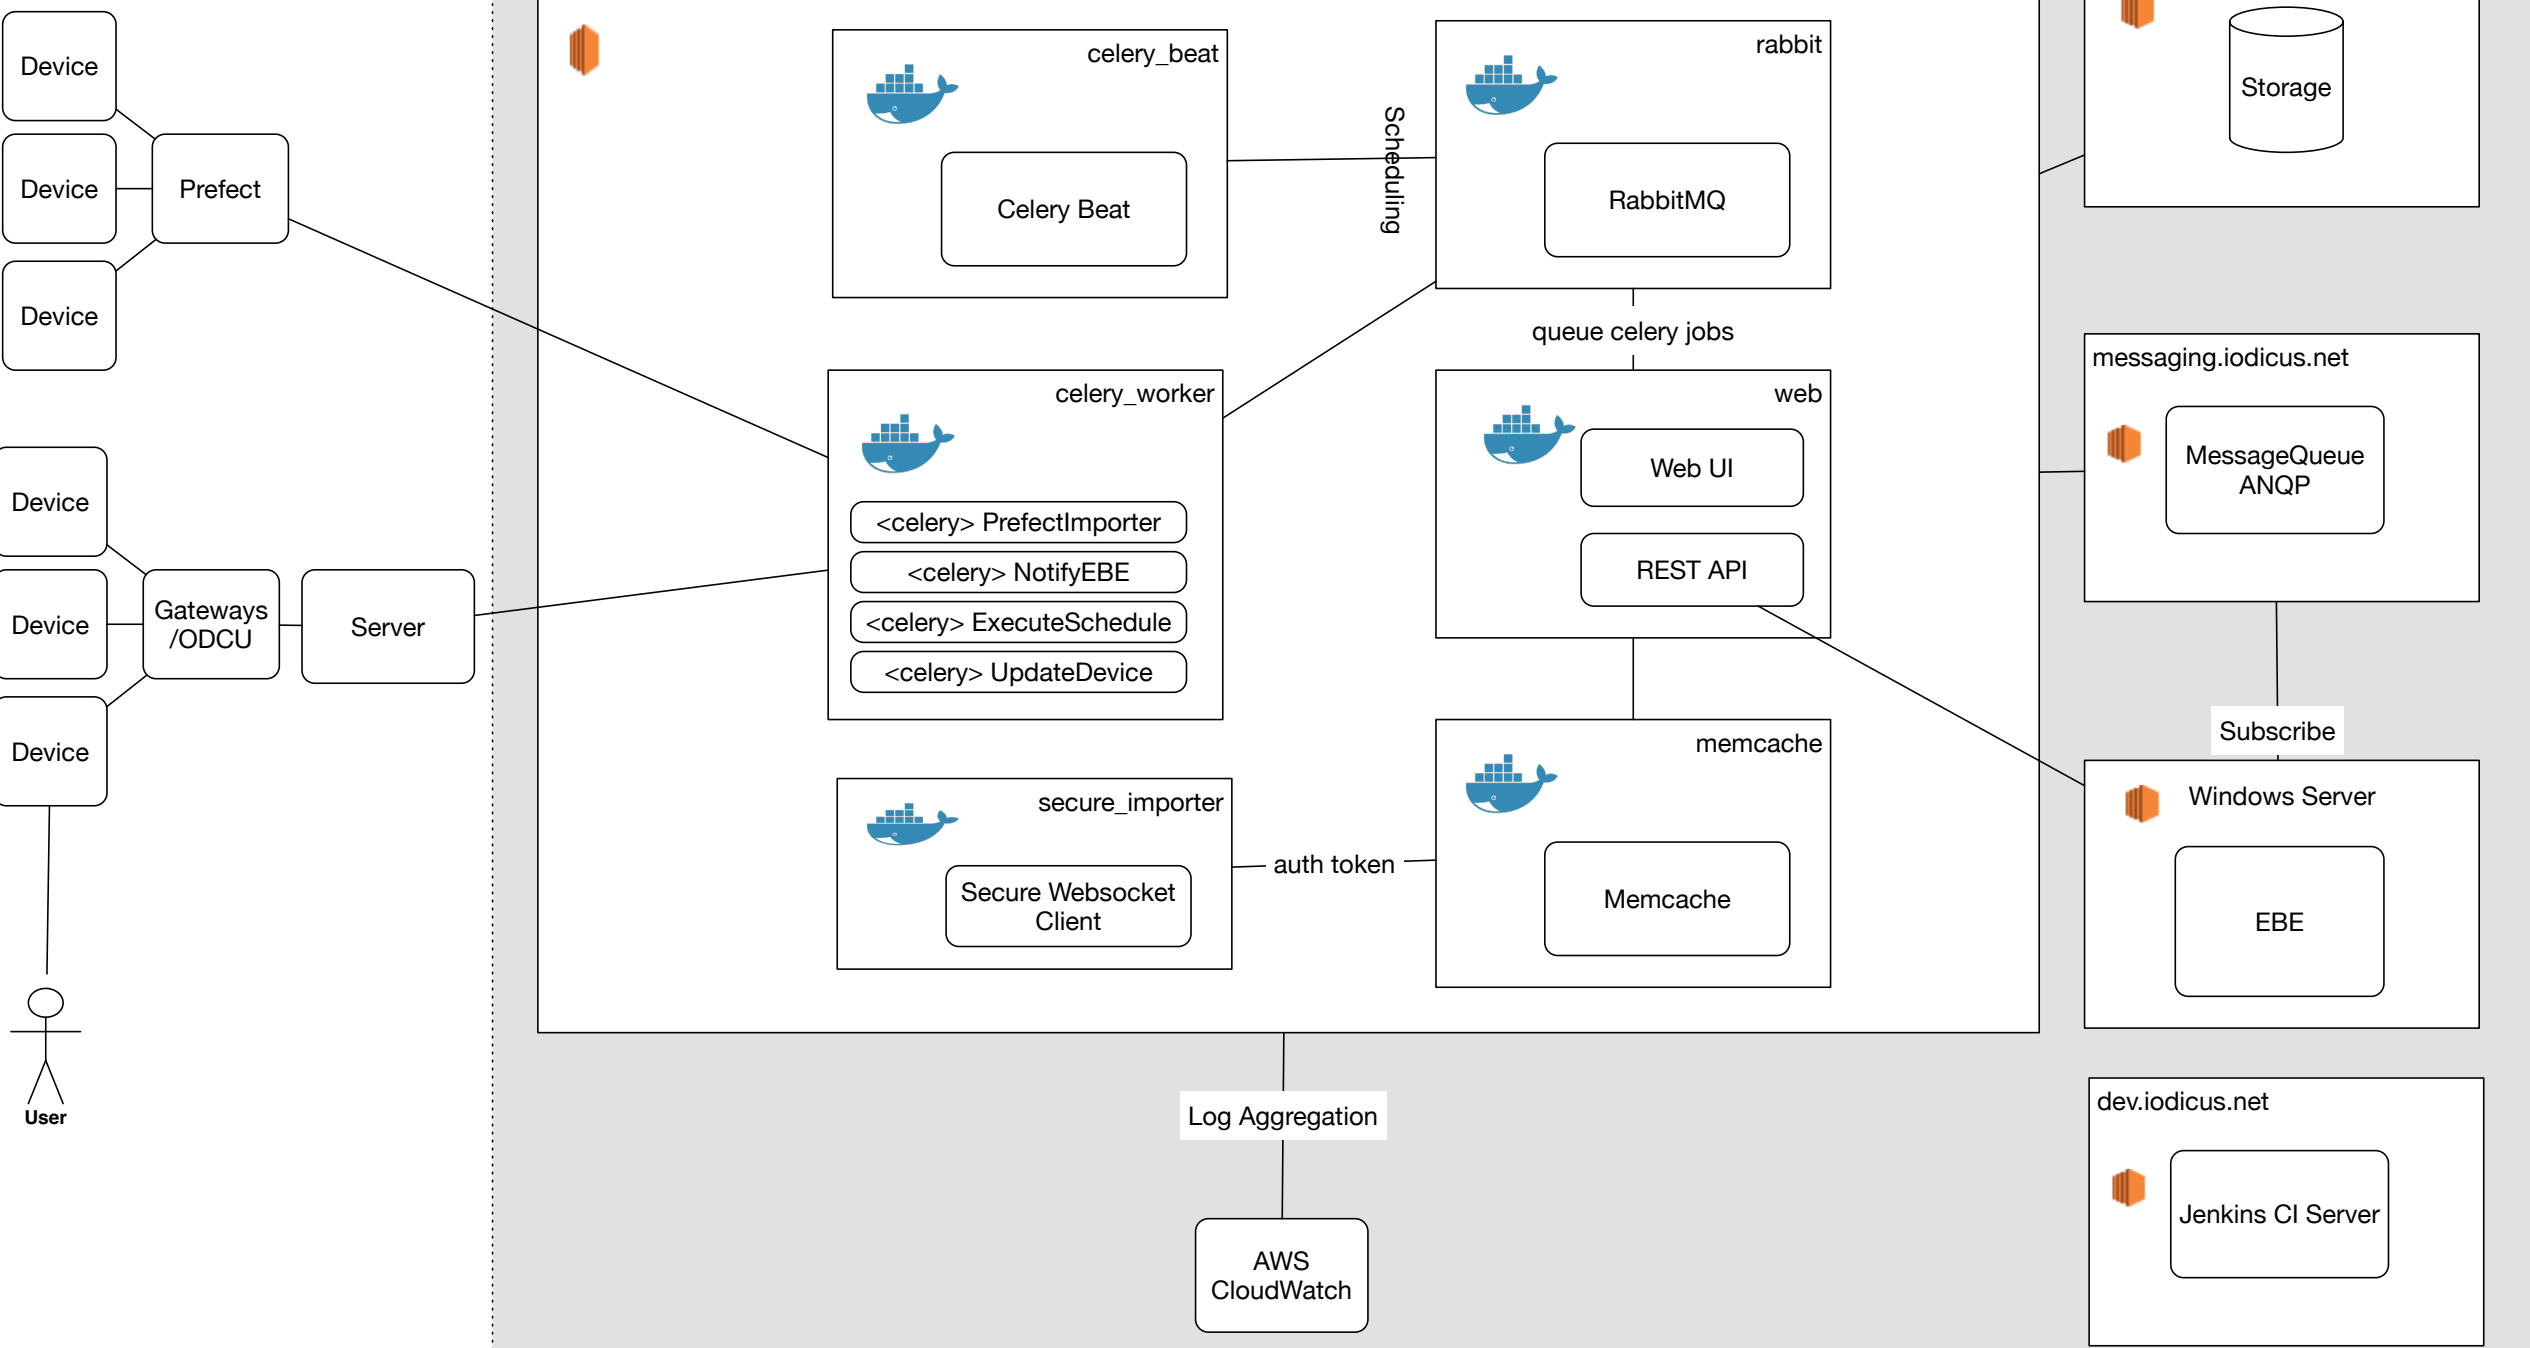 Device
Device
Device
Prefect
Device
Device
Device
Gateways
/ODCU
Server
User
celery_beat
Celery Beat
Scheduling
rabbit
RabbitMQ
queue celery jobs
celery_worker
<celery> PrefectImporter
<celery> NotifyEBE
<celery> ExecuteSchedule
<celery> UpdateDevice
web
Web UI
REST API
secure_importer
Secure Websocket
Client
auth token
memcache
Memcache
Log Aggregation
AWS
CloudWatch
Storage
messaging.iodicus.net
MessageQueue
ANQP
Subscribe
Windows Server
EBE
dev.iodicus.net
Jenkins CI Server